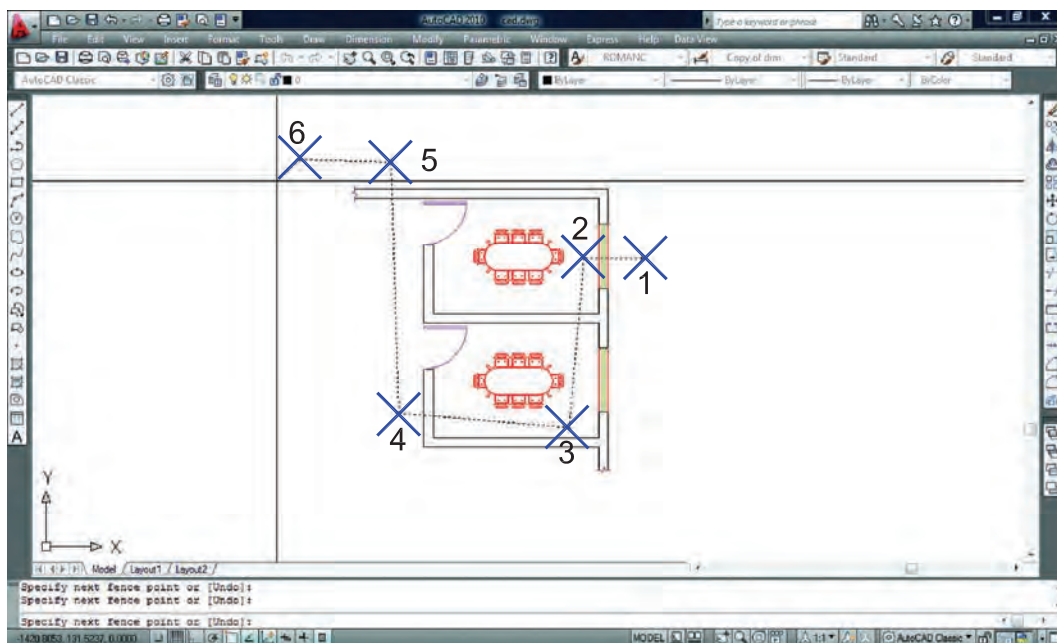 AutoCAD 2010 ced.dwg Type a keyword or phrase
File Edit View Insert Format Tools Draw Dimension Modify Parametric Window Express Help Data View
ROMANC Copy of dim Standard Standard
AutoCAD Classic 0 ByLayer ByLayer ByLayer ByColor
6
5
2
1
4
3
Y
X
A
Model Layout1 Layout2
Specify next fence point or [Undo]:
Specify next fence point or [Undo]:
Specify next fence point or [Undo]:
MODEL 1:1 AutoCAD Classic